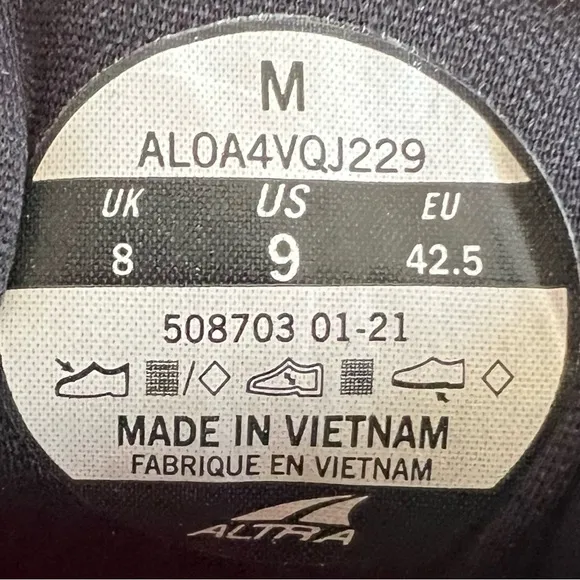 M
AL0A4VQJ229
UK US EU
8 9 42.5
508703 01-21
/
MADE IN VIETNAM
FABRIQUE EN VIETNAM
ALTRA